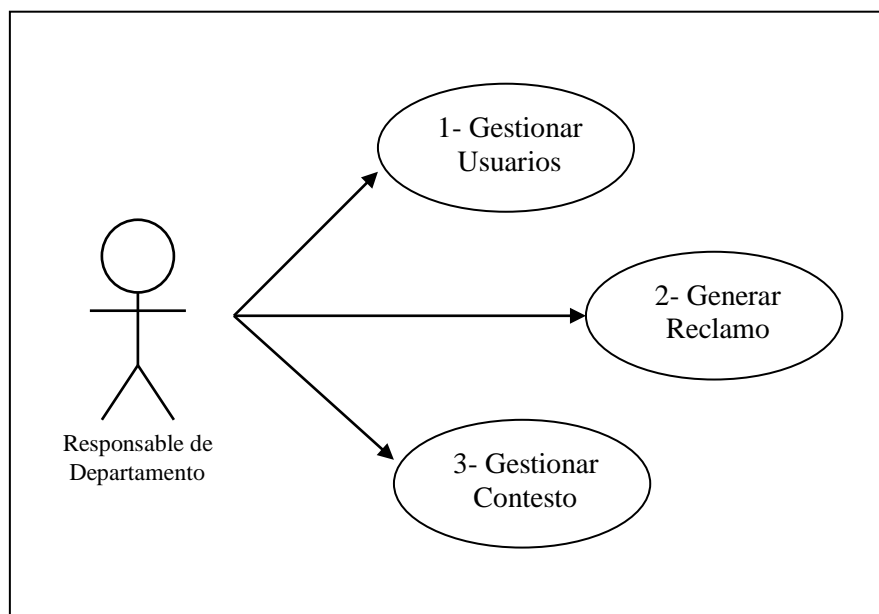 1- Gestionar
Usuarios
2- Generar
Reclamo
Responsable de
Departamento
3- Gestionar
Contesto